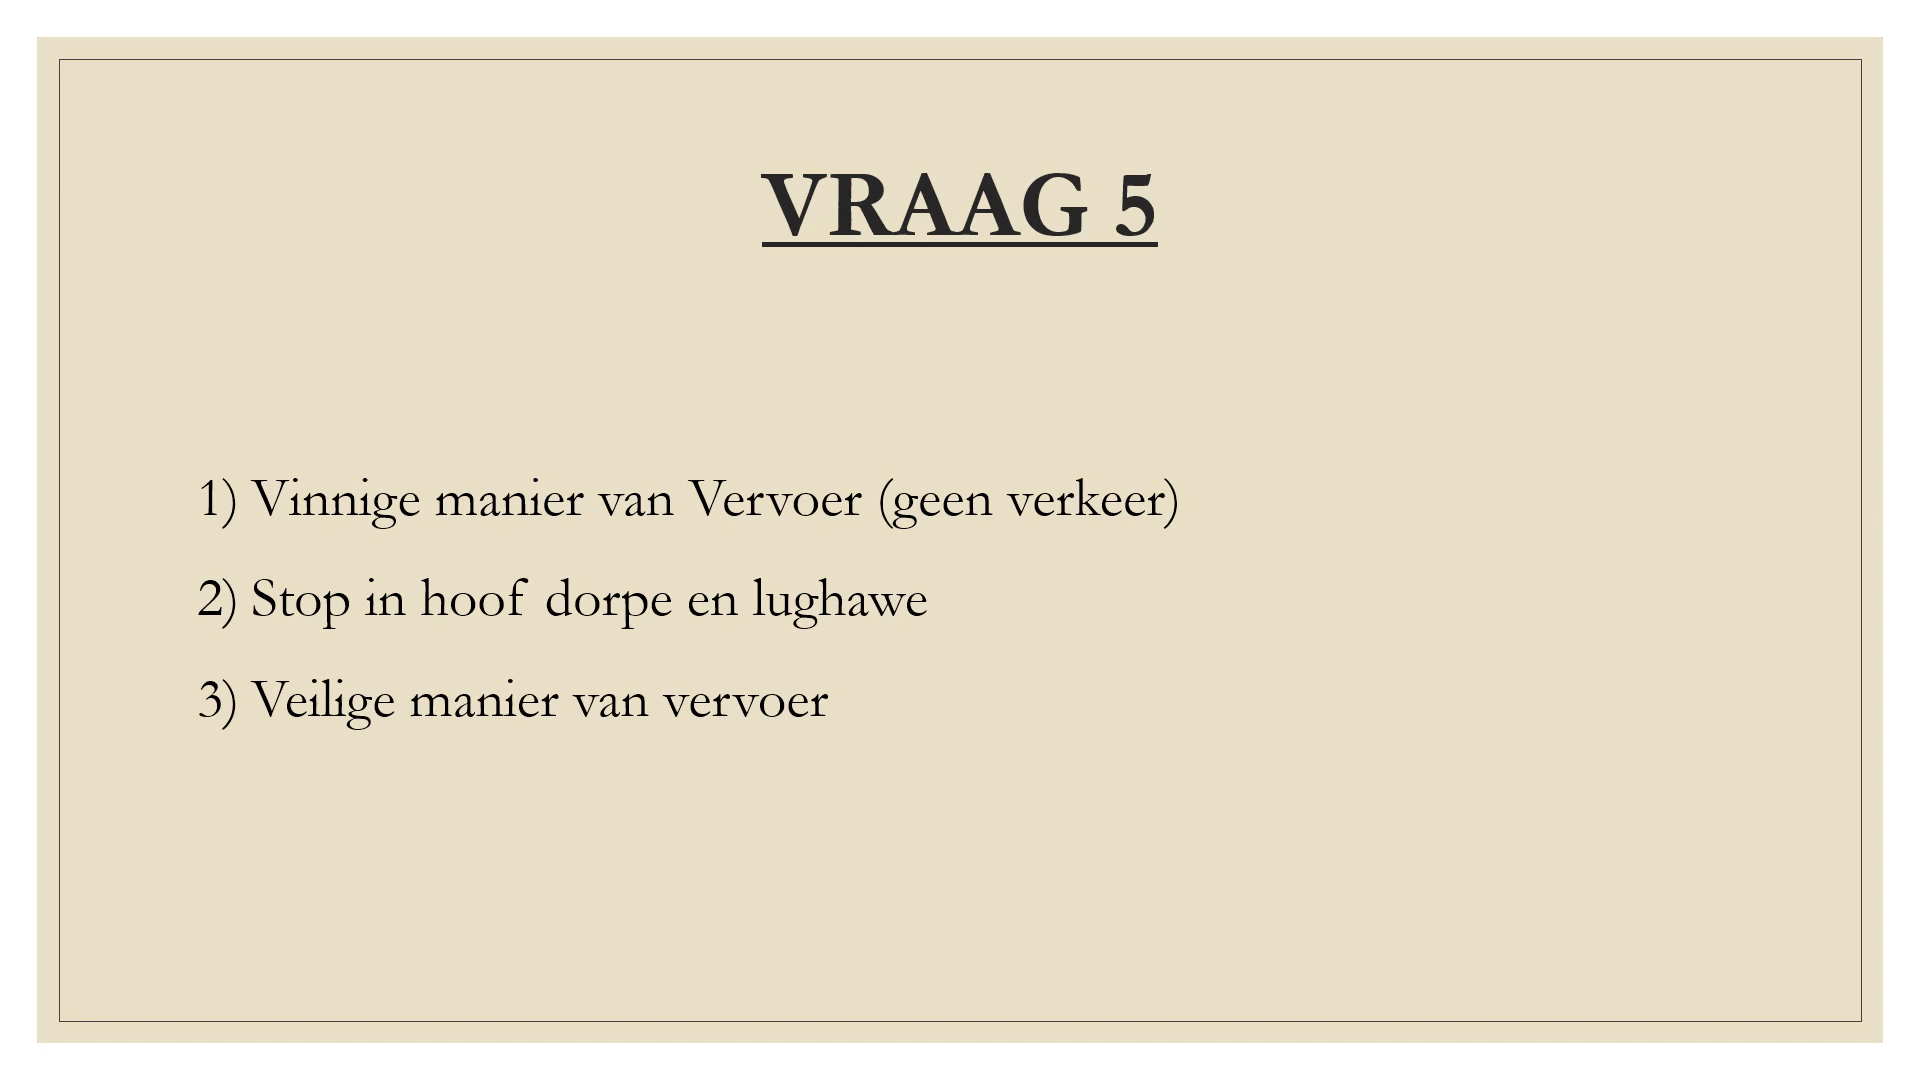 VRAAG 5
1) Vinnige manier van Vervoer (geen verkeer)
2) Stop in hoof dorpe en lughawe
3) Veilige manier van vervoer